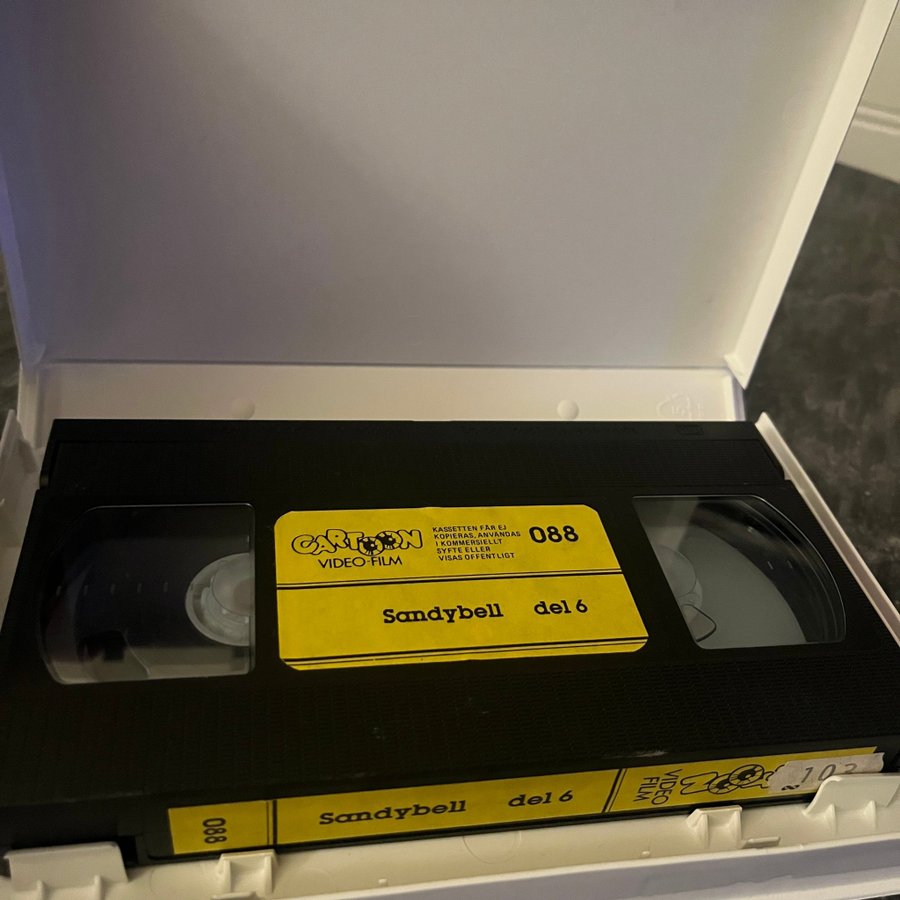 CARTOON
VIDEO-FILM
KASSETTEN FÅR EJ
KOPIERAS, ANVÄNDAS
I KOMMERSIELLT
SYFTE ELLER
VISAS OFFENTLIGT
088
Sandybell del 6
088
Sandybell del 6
VIDEO
FILM
102